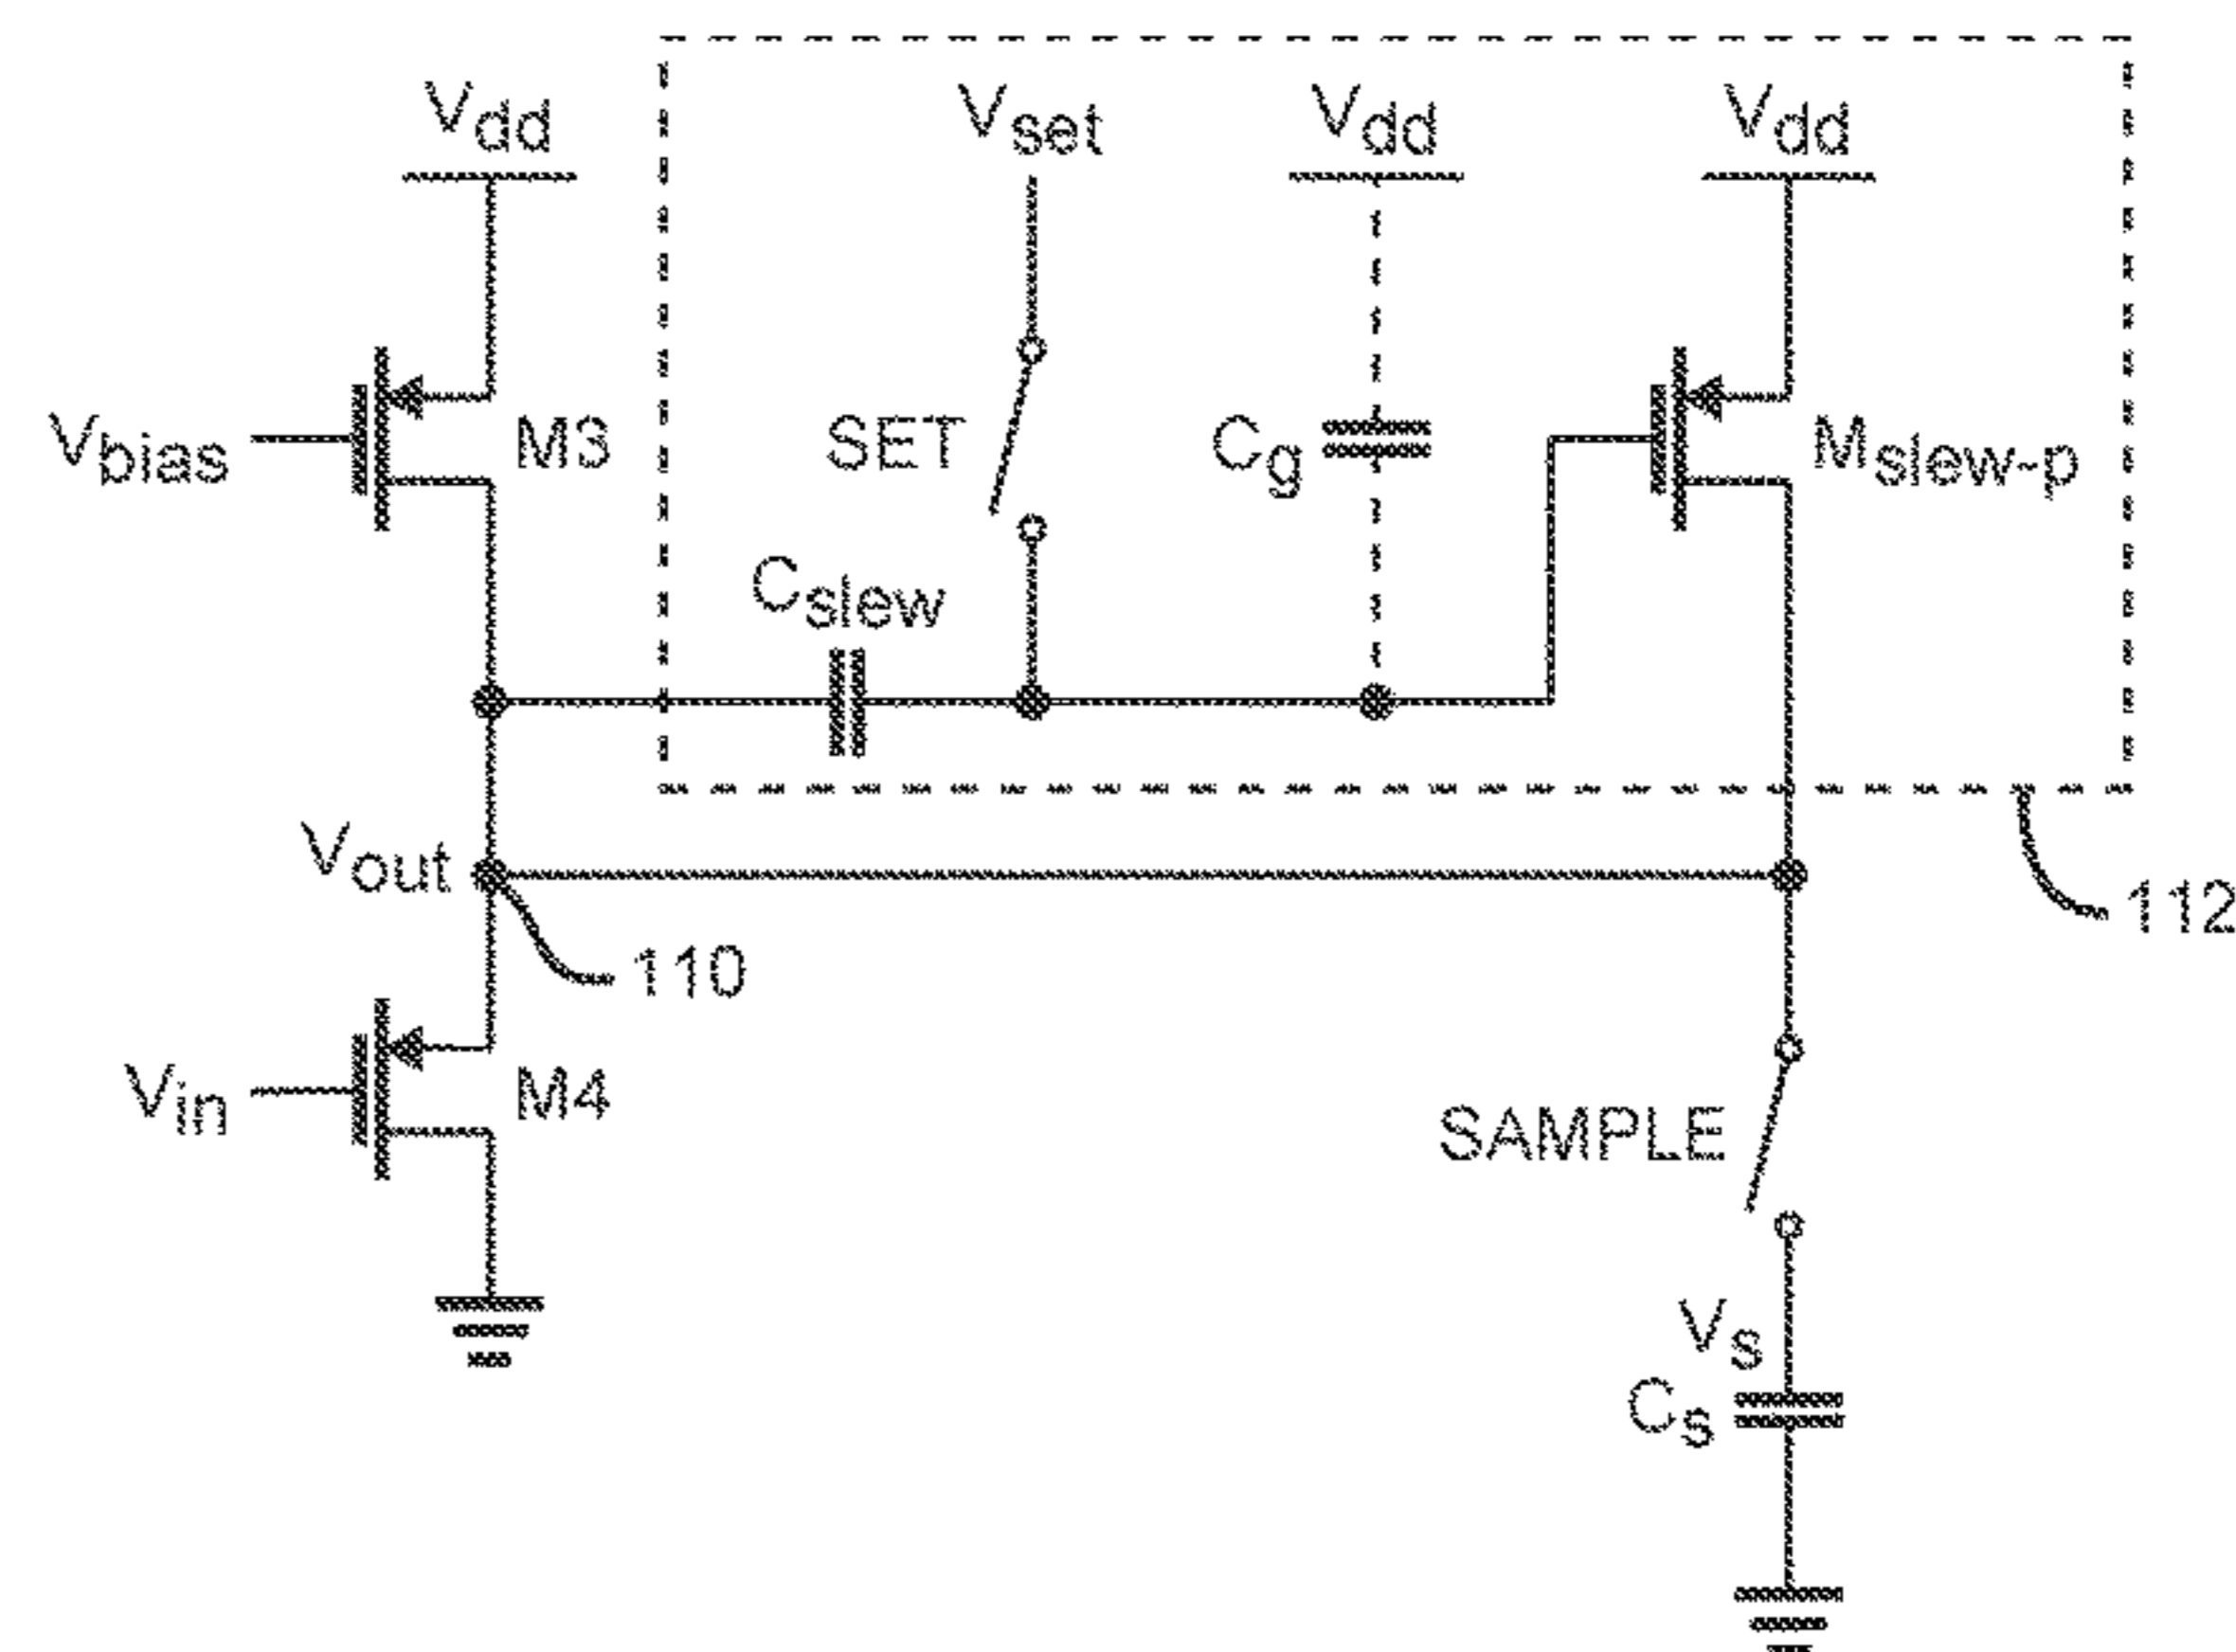 Vdd
Vset
Vdd
Vdd
Vbias
M3
SET
Cg
Mslew-p
Cslew
Vout
110
112
Vin
M4
SAMPLE
Vs
Cs